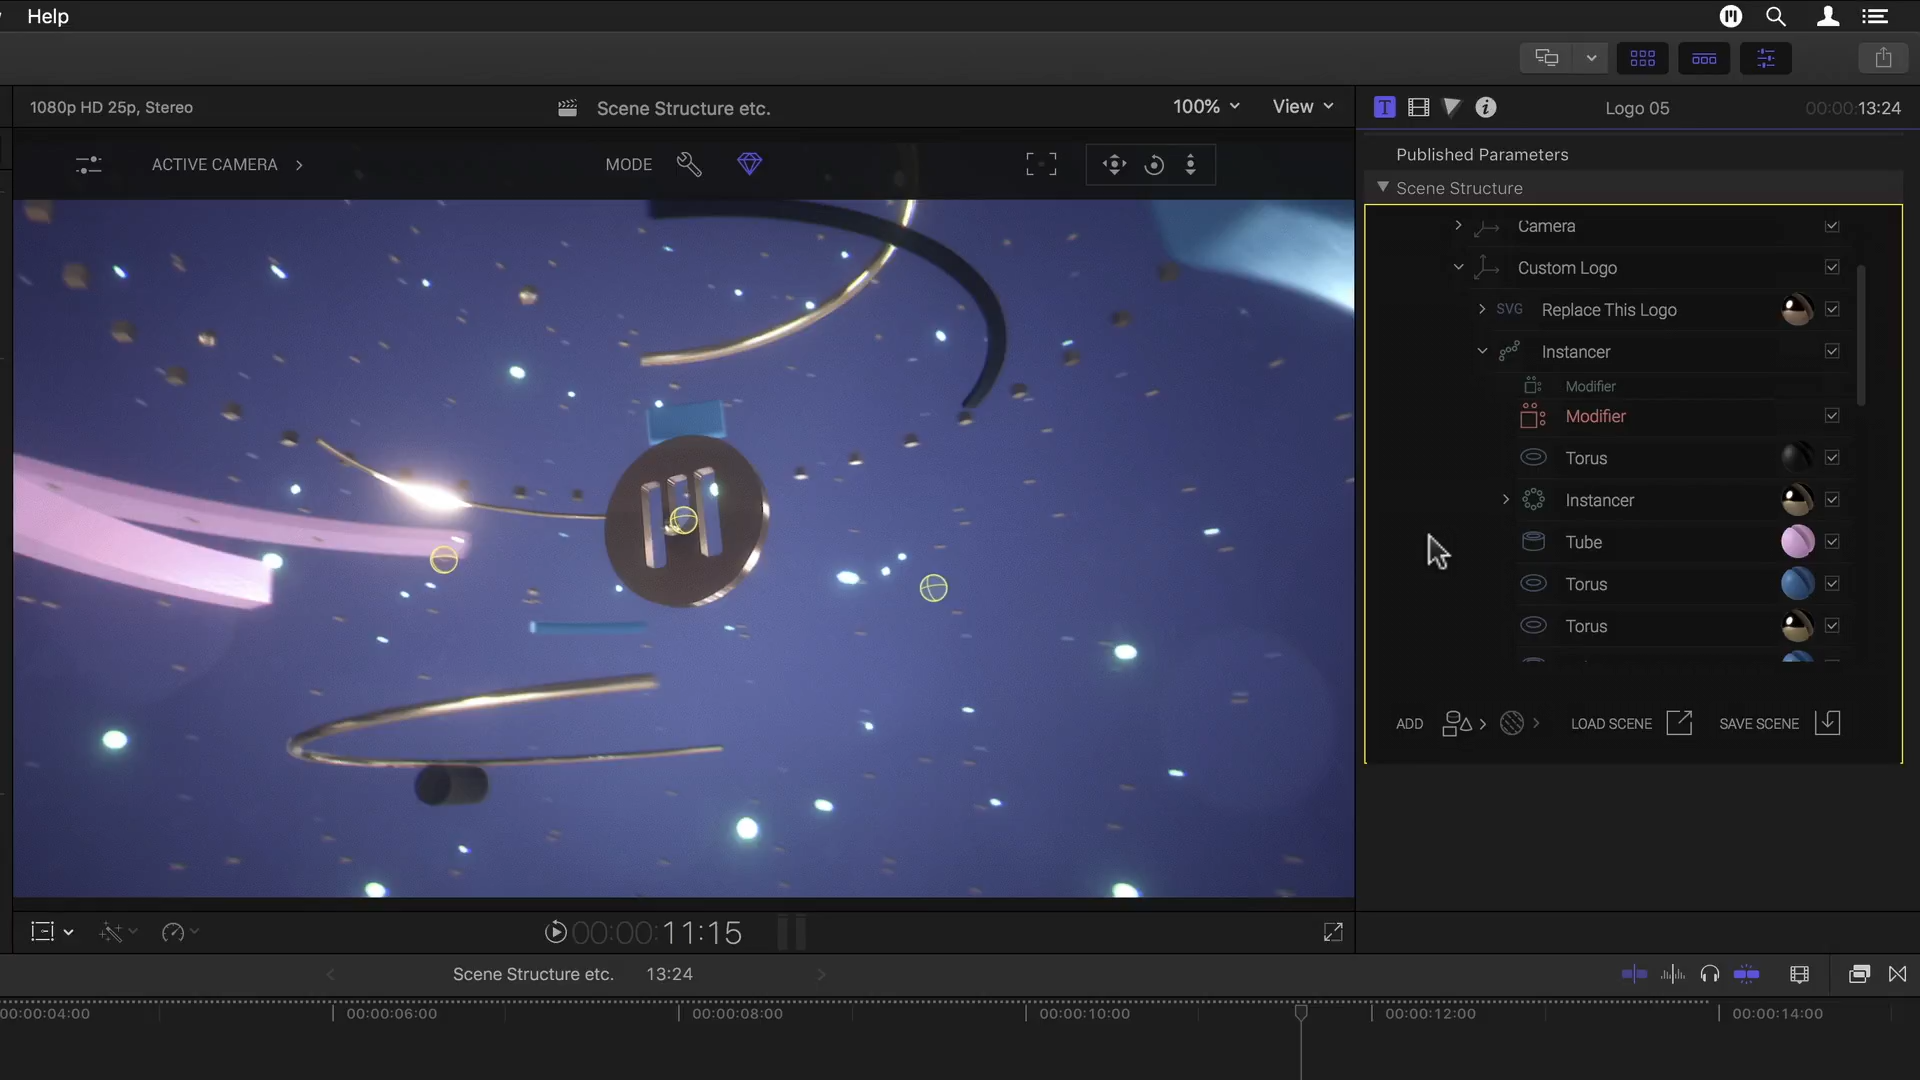 Help
1080p HD 25p, Stereo
Scene Structure etc.
100%
View
T
Logo 05
00:00:13:24
ACTIVE CAMERA
MODE
Published Parameters
Scene Structure
Camera
Custom Logo
SVG
Replace This Logo
Instancer
Modifier
Modifier
Torus
Instancer
Tube
Torus
Torus
ADD
LOAD SCENE
SAVE SCENE
00:00:11:15
Scene Structure etc.
13:24
00:00:04:00
00:00:06:00
00:00:08:00
00:00:10:00
00:00:12:00
00:00:14:00